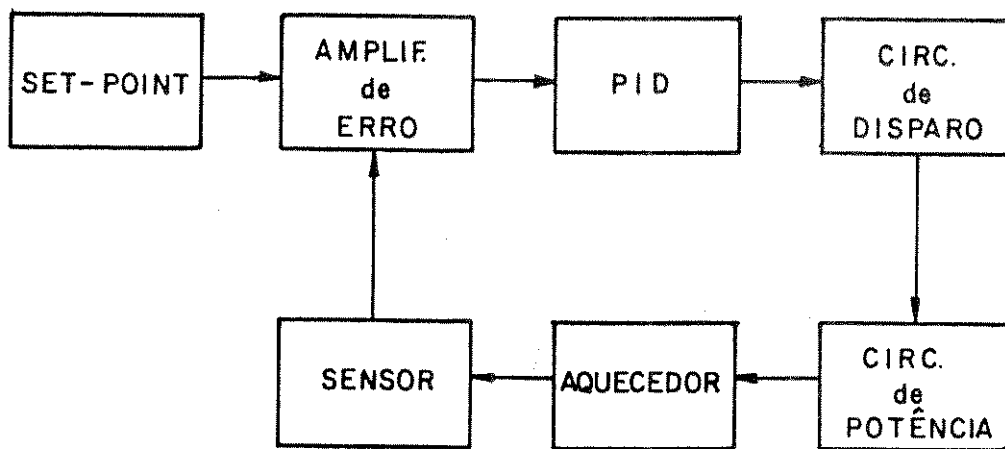 SET-POINT
AMPLIF.
de
ERRO
PID
CIRC.
de
DISPARO
SENSOR
AQUECEDOR
CIRC.
de
POTÊNCIA